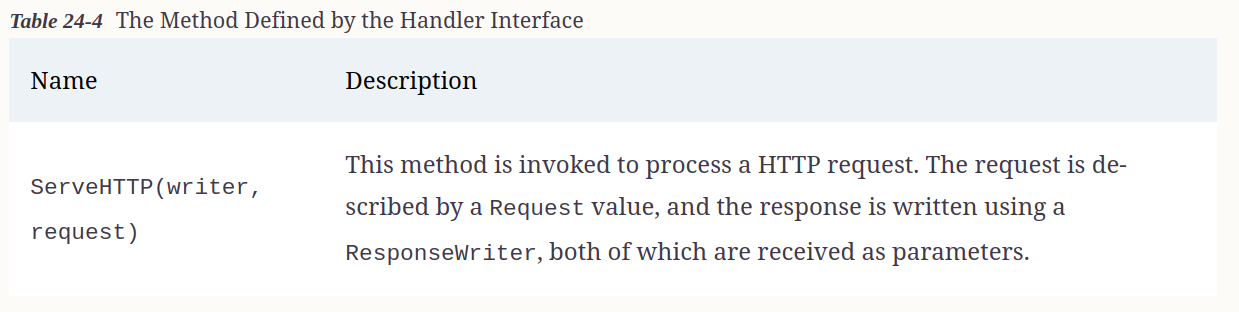 Table 24-4 The Method Defined by the Handler Interface
Name Description
This method is invoked to process a HTTP request. The request is de-
ServeHTTP(writer,
scribed by a Request value, and the response is written using a
request)
ResponseWriter, both of which are received as parameters.